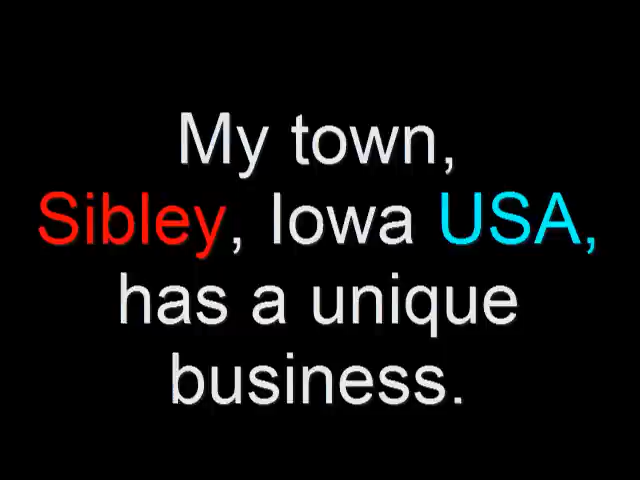 My town,
Sibley, Iowa USA,
has a unique
business.